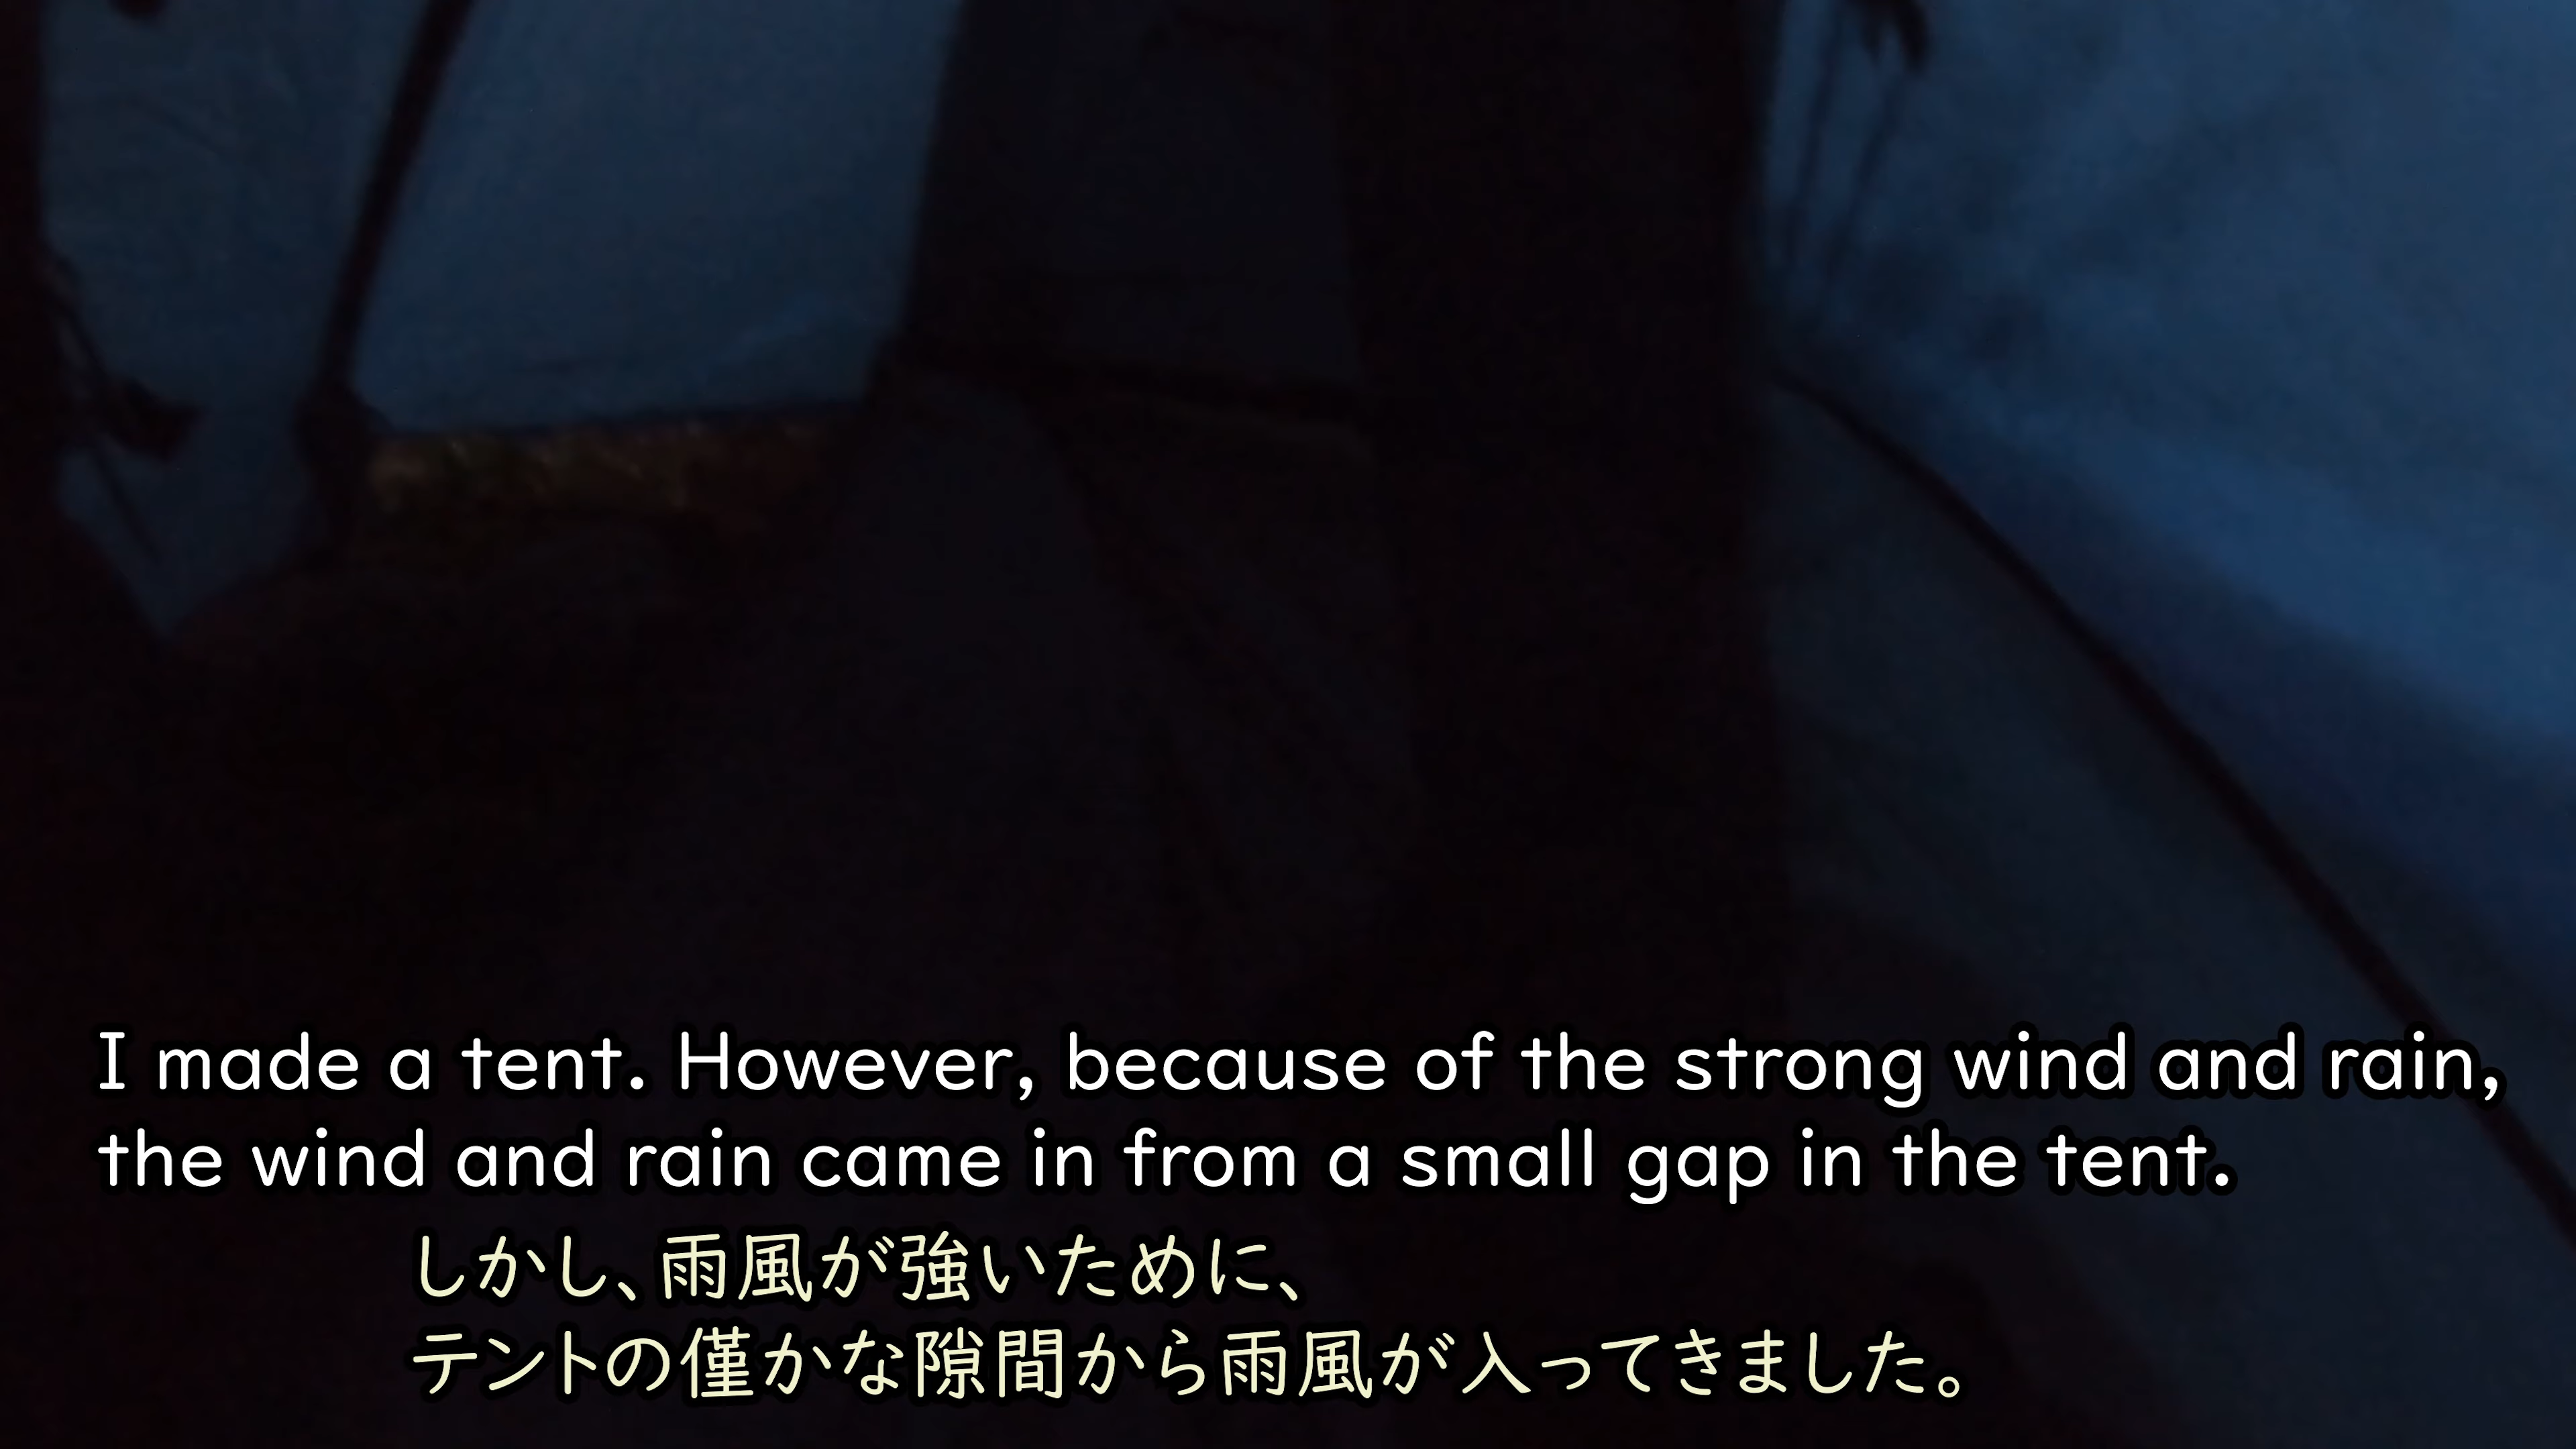 I made a tent. However, because of the strong wind and rain,
the wind and rain came in from a small gap in the tent.
しかし、雨風が強いために、
テントの僅かな隙間から雨風が入ってきました。